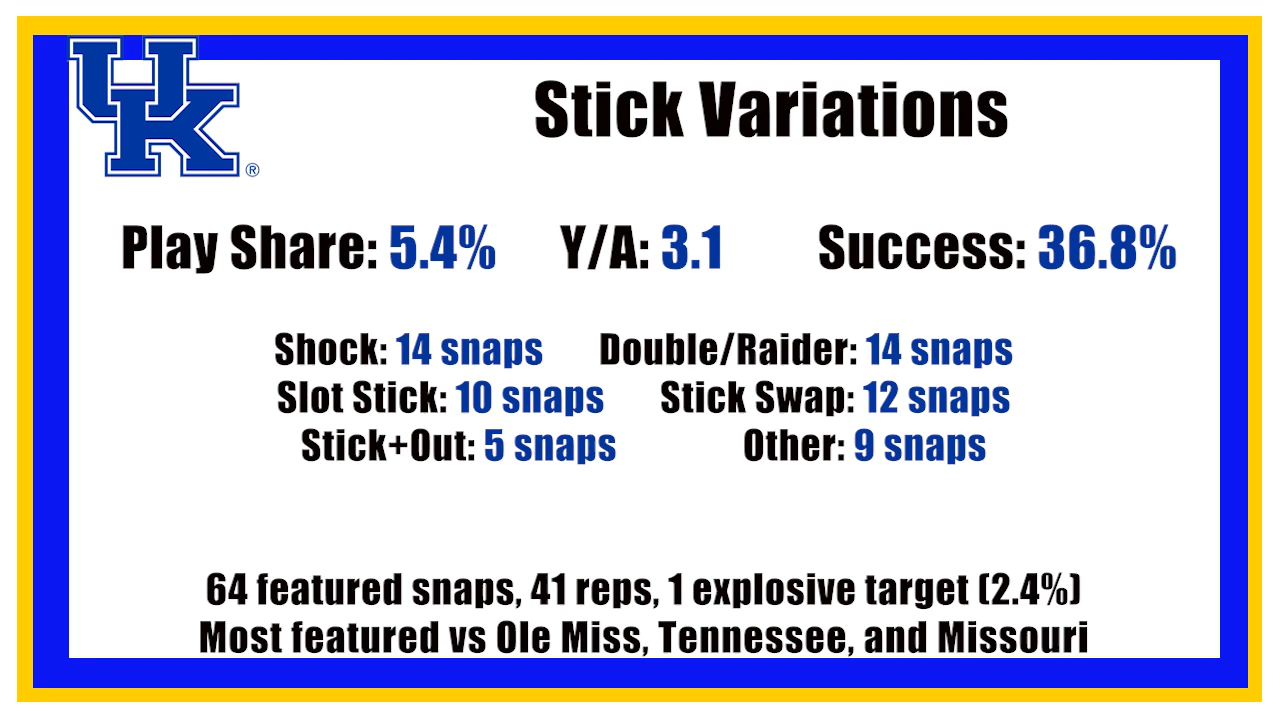 UK®
Stick Variations
Play Share: 5.4% Y/A: 3.1 Success: 36.8%
Shock: 14 snaps Double/Raider: 14 snaps
Slot Stick: 10 snaps Stick Swap: 12 snaps
Stick+Out: 5 snaps Other: 9 snaps
64 featured snaps, 41 reps, 1 explosive target (2.4%)
Most featured vs Ole Miss, Tennessee, and Missouri